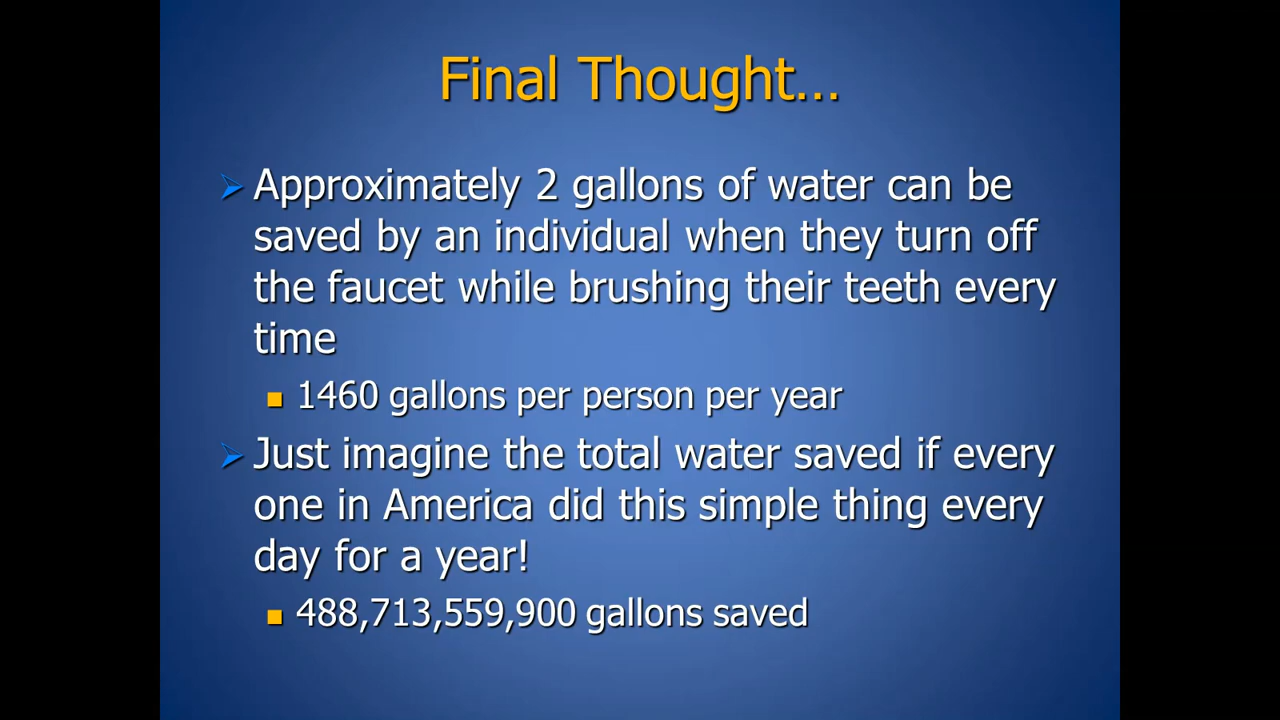 Final Thought...
Approximately 2 gallons of water can be
saved by an individual when they turn off
the faucet while brushing their teeth every
time
1460 gallons per person per year
Just imagine the total water saved if every
one in America did this simple thing every
day for a year!
488,713,559,900 gallons saved